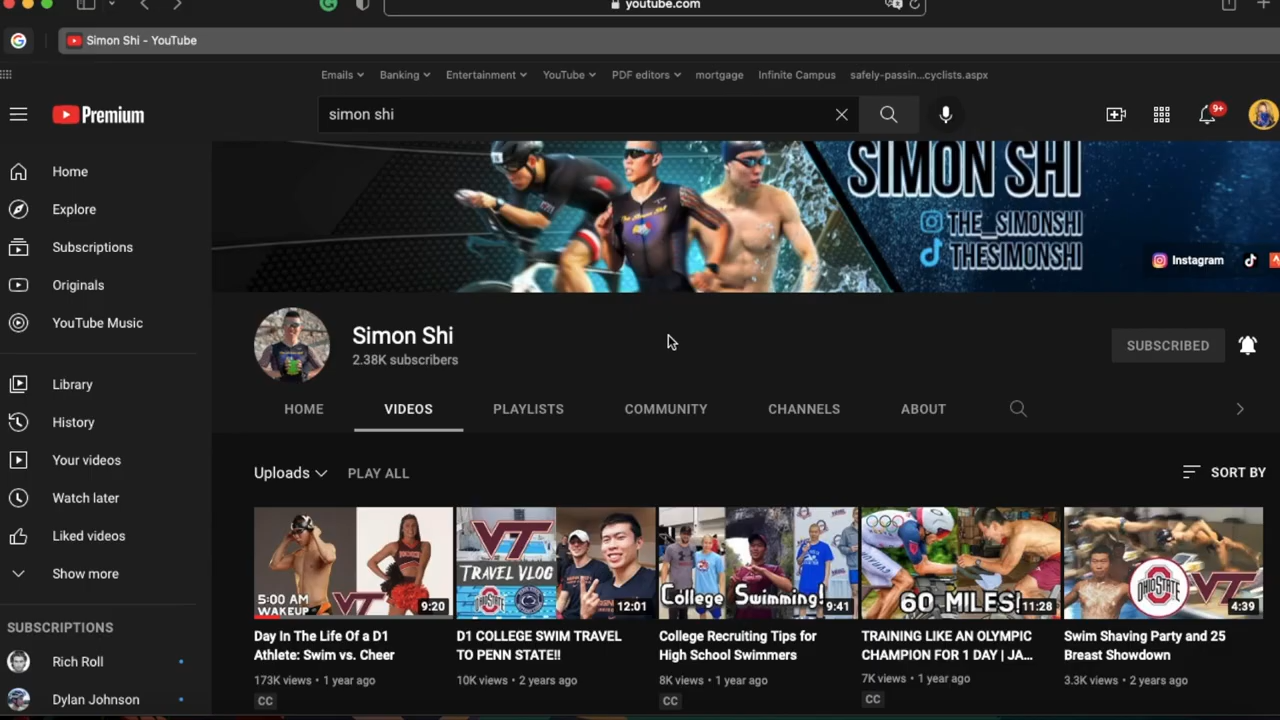 youtube.com
Simon Shi - YouTube
Emails Banking Entertainment YouTube PDF editors mortgage Infinite Campus safely-passin...cyclists.aspx
Premium
simon shi
9+
Home
Explore
Subscriptions
Originals
YouTube Music
Library
History
Your videos
Watch later
Liked videos
Show more
SUBSCRIPTIONS
Rich Roll
Dylan Johnson
SIMON SHI
THE_SIMONSHI
THESIMONSHI
Instagram
Simon Shi
2.38K subscribers
SUBSCRIBED
HOME VIDEOS PLAYLISTS COMMUNITY CHANNELS ABOUT
Uploads PLAY ALL
SORT BY
5:00 AM
WAKEUP
VT
9:20
Day In The Life Of a D1
Athlete: Swim vs. Cheer
173K views • 1 year ago
CC
VT
TRAVEL VLOG
12:01
D1 COLLEGE SWIM TRAVEL
TO PENN STATE!!
10K views • 2 years ago
College Swimming!
9:41
College Recruiting Tips for
High School Swimmers
8K views • 1 year ago
CC
60 MILES!
11:28
TRAINING LIKE AN OLYMPIC
CHAMPION FOR 1 DAY | JA...
7K views • 1 year ago
CC
OHIO STATE
VT
4:39
Swim Shaving Party and 25
Breast Showdown
3.3K views • 2 years ago